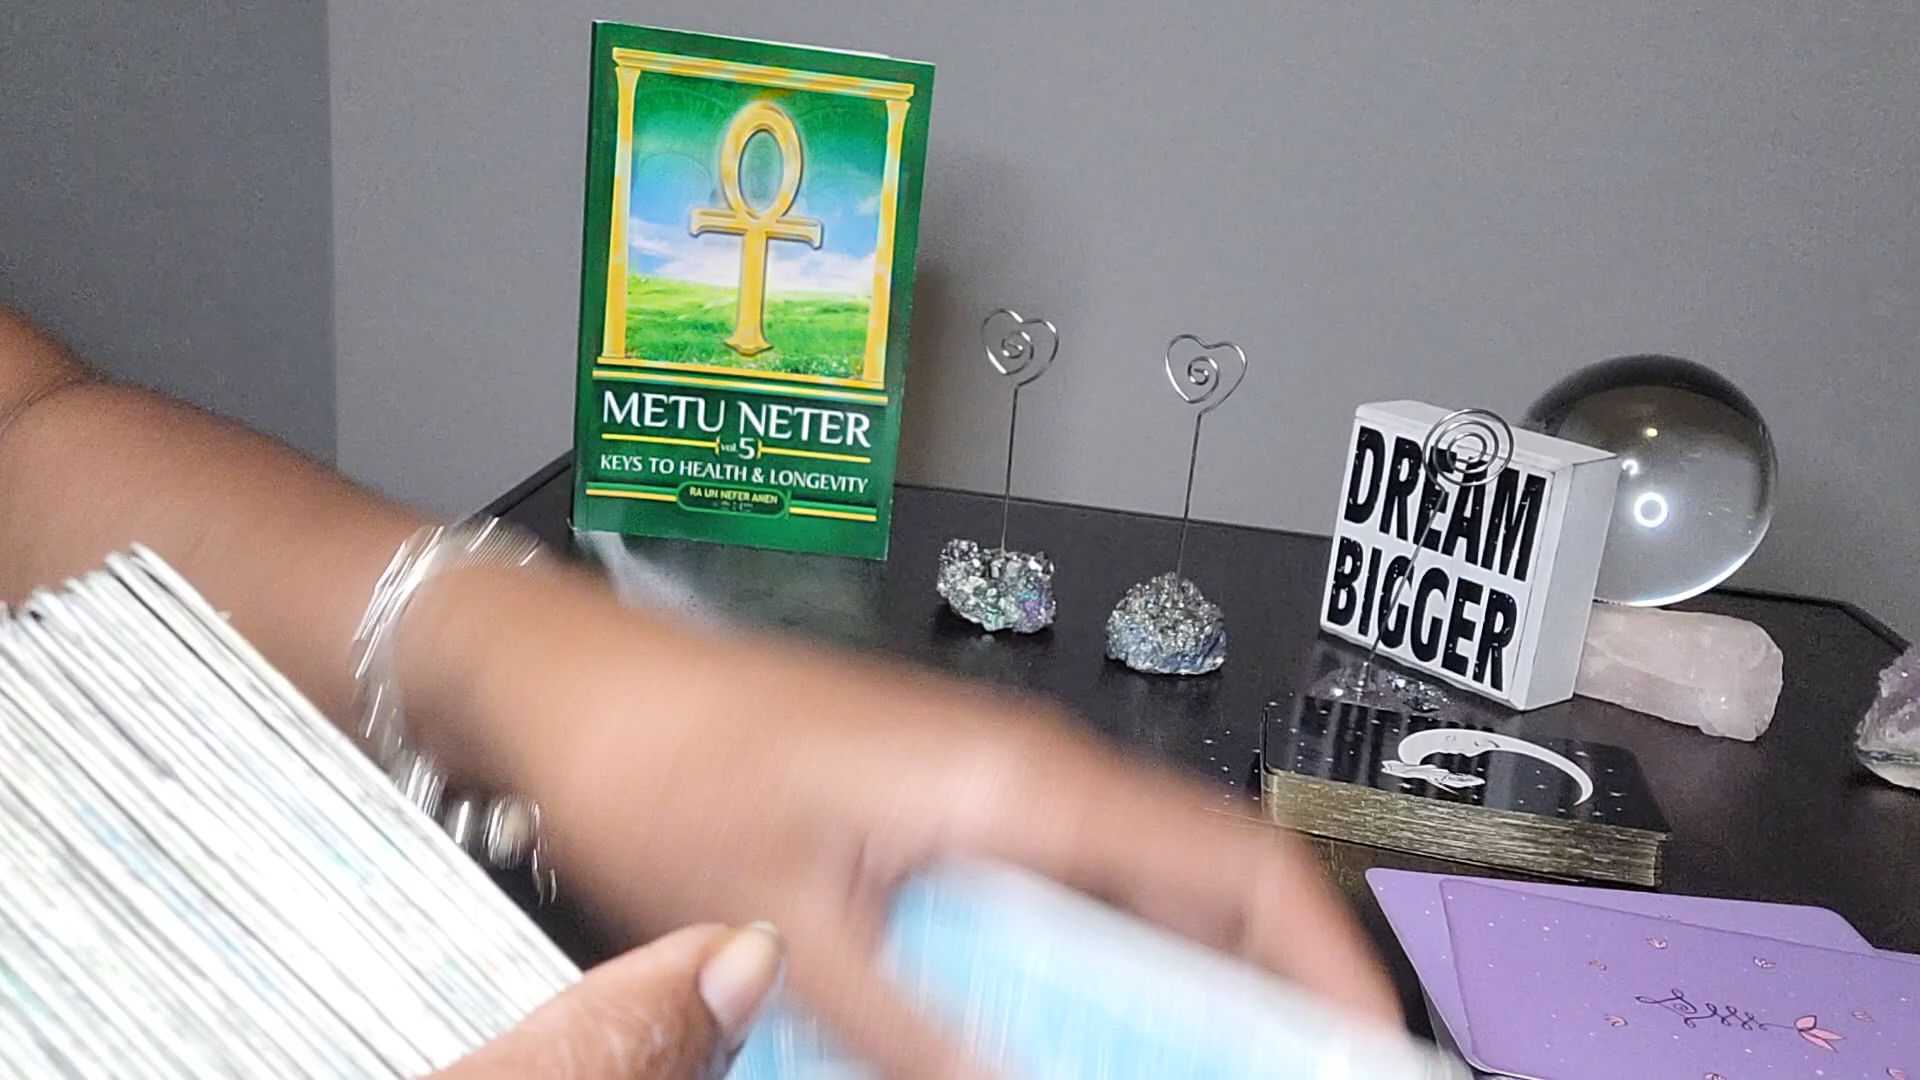 METU NETER
vol. 5
KEYS TO HEALTH & LONGEVITY
RA UN NEFER AMEN
DREAM
BIGGER